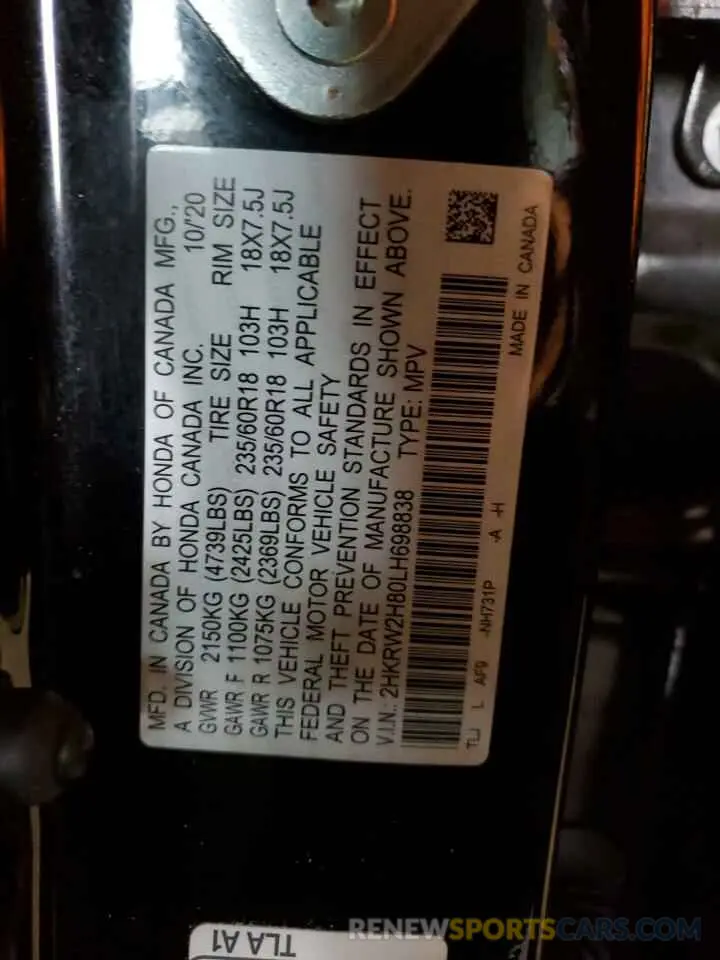 MFD. IN CANADA BY HONDA OF CANADA MFG.,
A DIVISION OF HONDA CANADA INC. 10/'20
GVWR 2150KG (4739LBS) TIRE SIZE RIM SIZE
GAWR F 1100KG (2425LBS) 235/60R18 103H 18X7.5J
GAWR R 1075KG (2369LBS) 235/60R18 103H 18X7.5J
THIS VEHICLE CONFORMS TO ALL APPLICABLE
FEDERAL MOTOR VEHICLE SAFETY
AND THEFT PREVENTION STANDARDS IN EFFECT
ON THE DATE OF MANUFACTURE SHOWN ABOVE.
V.I.N.: 2HKRW2H80LH698838 TYPE: MPV
TLJ L AF9 -NH731P -A -H
MADE IN CANADA
TLA A1
RENEWSPORTSCARS.COM